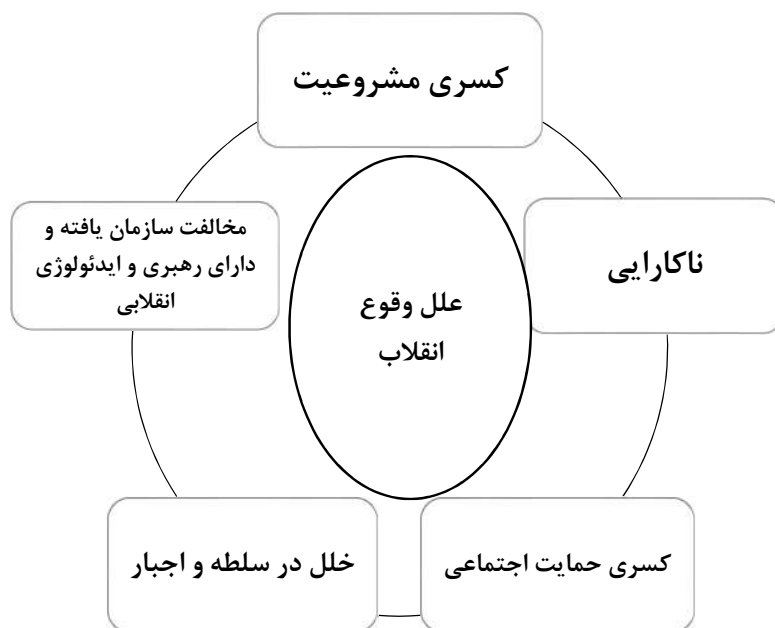 کسری مشروعیت
ناکارایی
کسری حمایت اجتماعی
خلل در سلطه و اجبار
مخالفت سازمان یافته و
دارای رهبری و ایدئولوژی
انقلابی
علل وقوع
انقلاب